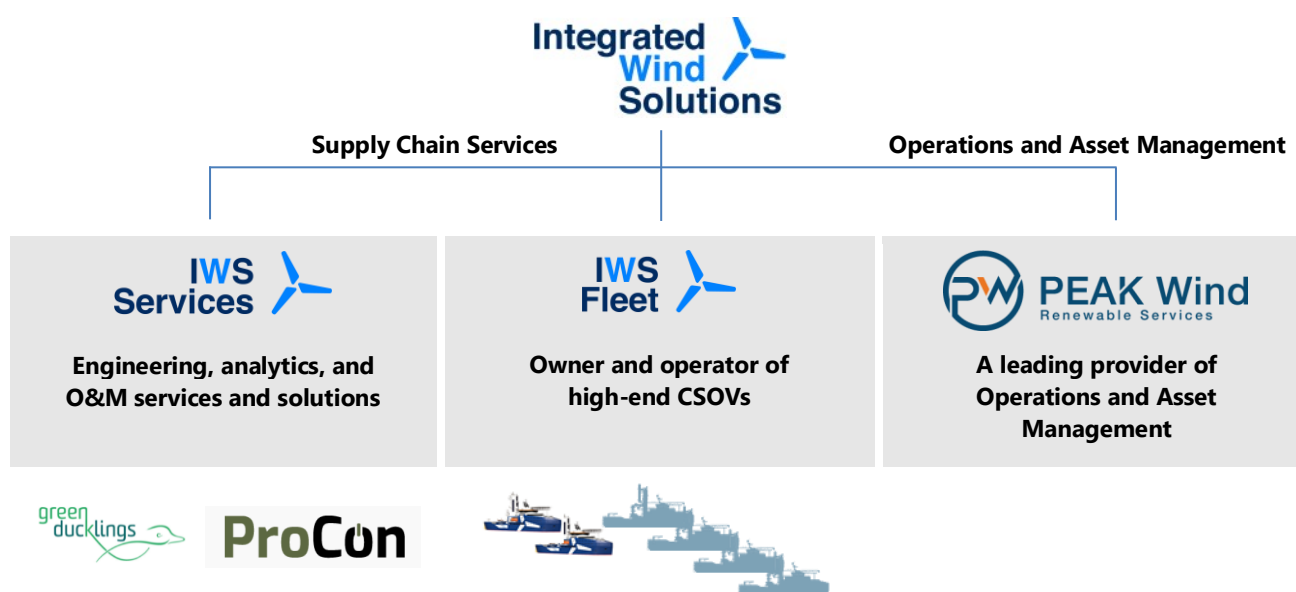 Integrated
Wind
Solutions
Supply Chain Services
Operations and Asset Management
IWS
Services
Engineering, analytics, and
O&M services and solutions
IWS
Fleet
Owner and operator of
high-end CSOVs
PW
PEAK Wind
Renewable Services
A leading provider of
Operations and Asset
Management
green
ducklings
ProCon